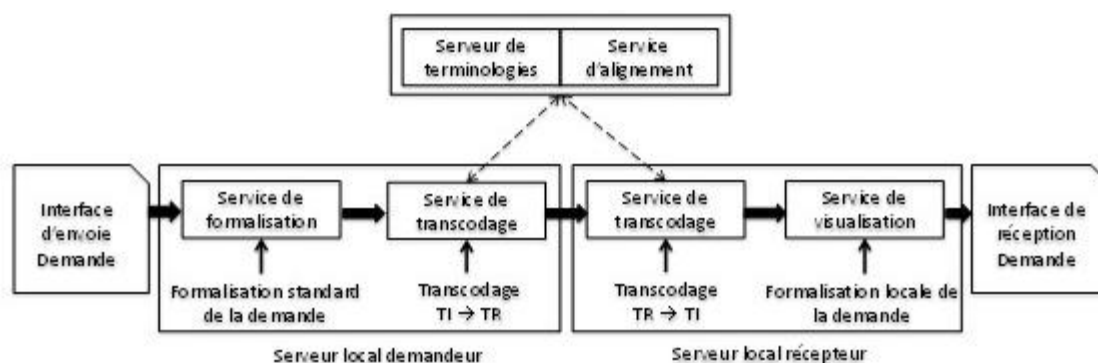 Serveur de
terminologies
Service
d'alignement
Interface
d'envoie
Demande
Service de
formalisation
Service de
transcodage
Service de
transcodage
Service de
visualisation
Interface de
réception
Demande
Formalisation standard
de la demande
Transcodage
TI → TR
Transcodage
TR → TI
Formalisation locale de
la demande
Serveur local demandeur
Serveur local récepteur